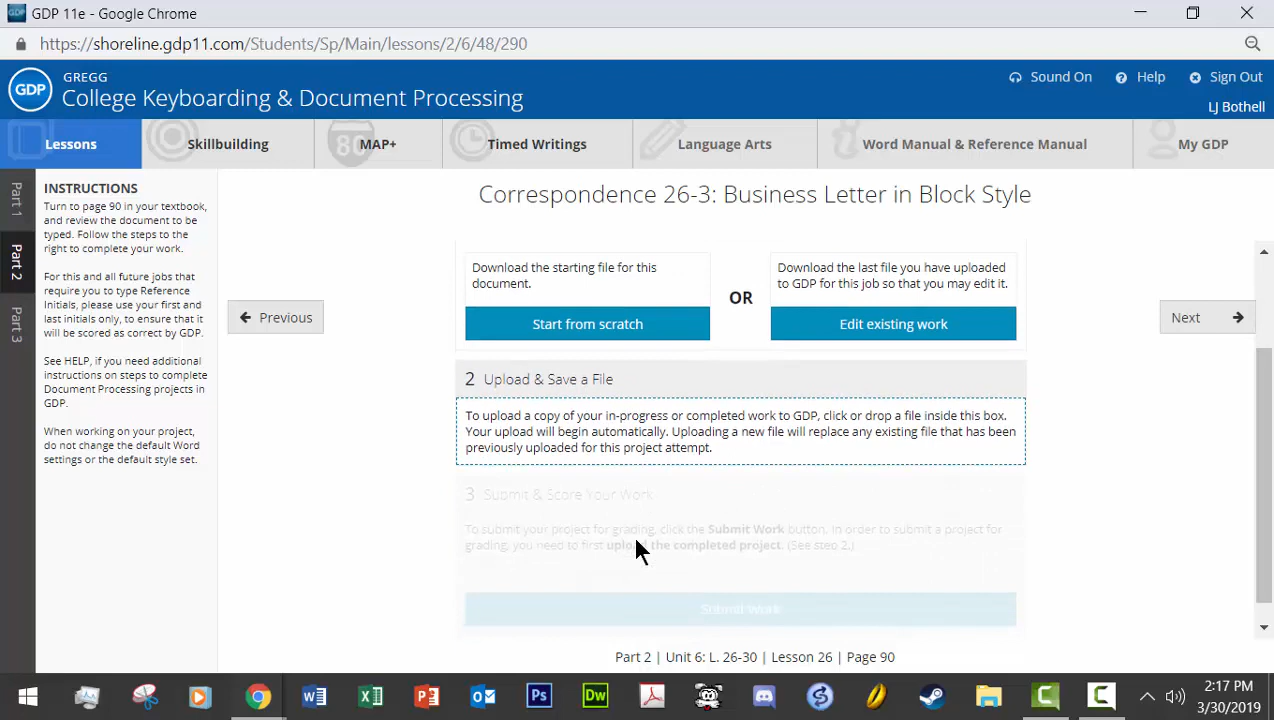 GDP 11e - Google Chrome
https://shoreline.gdp11.com/Students/Sp/Main/lessons/2/6/48/290
GDP
GREGG
College Keyboarding & Document Processing
Sound On
Help
Sign Out
LJ Bothell
Lessons
Skillbuilding
80
MAP+
Timed Writings
Language Arts
Word Manual & Reference Manual
My GDP
Part 1
Part 2
Part 3
INSTRUCTIONS
Turn to page 90 in your textbook,
and review the document to be
typed. Follow the steps to the
right to complete your work.
For this and all future jobs that
require you to type Reference
Initials, please use your first and
last initials only, to ensure that it
will be scored as correct by GDP.
See HELP, if you need additional
instructions on steps to complete
Document Processing projects in
GDP.
When working on your project,
do not change the default Word
settings or the default style set.
Correspondence 26-3: Business Letter in Block Style
Previous
Next
Download the starting file for this
document.
Start from scratch
OR
Download the last file you have uploaded
to GDP for this job so that you may edit it.
Edit existing work
2 Upload & Save a File
To upload a copy of your in-progress or completed work to GDP, click or drop a file inside this box.
Your upload will begin automatically. Uploading a new file will replace any existing file that has been
previously uploaded for this project attempt.
3 Submit & Score Your Work
To submit your project for grading, click the Submit Work button. In order to submit a project for
grading, you need to first upload the completed project. (See step 2.)
Submit Work
Part 2 | Unit 6: L. 26-30 | Lesson 26 | Page 90
Ps
Dw
2:17 PM
3/30/2019